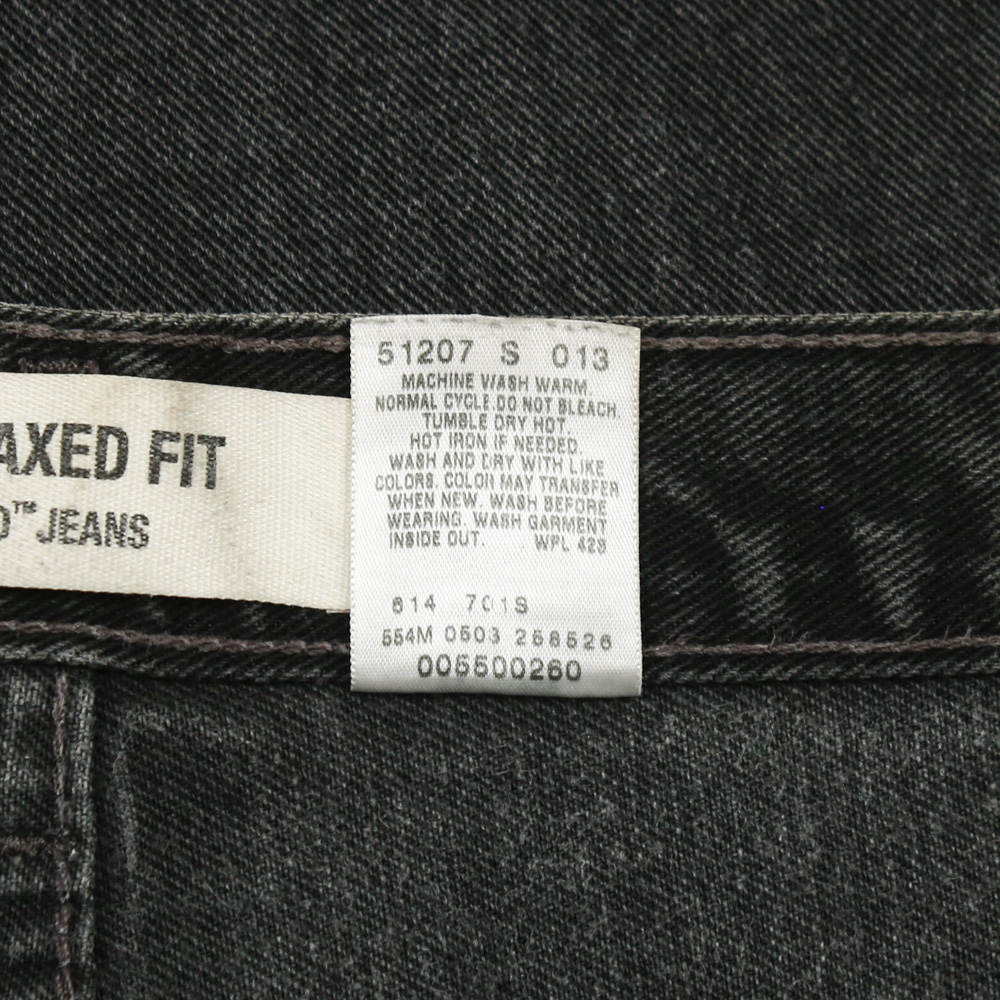 AXED FIT
D™ JEANS
51207 S 013
MACHINE WASH WARM
NORMAL CYCLE.DO NOT BLEACH.
TUMBLE DRY HOT.
HOT IRON IF NEEDED.
WASH AND DRY WITH LIKE
COLORS. COLOR MAY TRANSFER
WHEN NEW. WASH BEFORE
WEARING. WASH GARMENT
INSIDE OUT. WPL 423
614 701S
554M 0503 258526
005500260